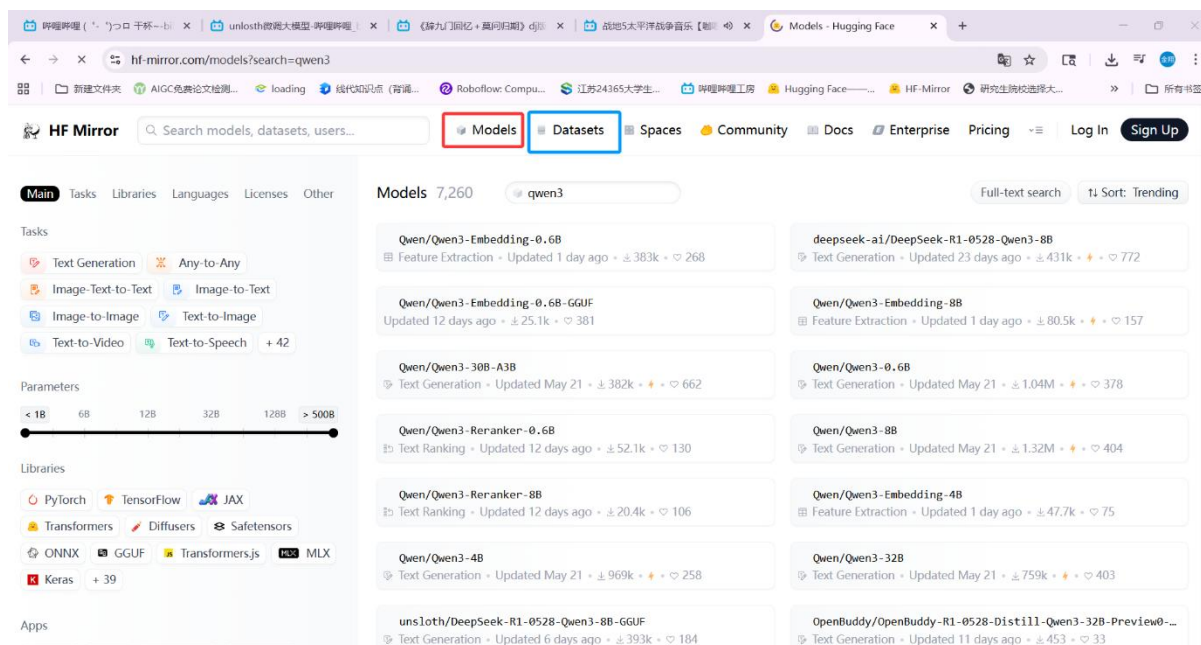 哔哩哔哩 ( ゜- ゜)つロ 干杯~-bi
unlosth微调大模型-哔哩哔哩_b
《辞九门回忆+莫问归期》dj版
战地5太平洋战争音乐
Models - Hugging Face
hf-mirror.com/models?search=qwen3
新建文件夹
AIGC免费论文检测...
loading
线代知识点 (背诵...
Roboflow: Compu...
江苏24365大学生...
哔哩哔哩工房
Hugging Face——...
HF-Mirror
研究生院校选择大...
»
所有书签
HF Mirror
Search models, datasets, users...
Models
Datasets
Spaces
Community
Docs
Enterprise
Pricing
Log In
Sign Up
Main Tasks Libraries Languages Licenses Other
Tasks
Text Generation Any-to-Any
Image-Text-to-Text Image-to-Text
Image-to-Image Text-to-Image
Text-to-Video Text-to-Speech + 42
Parameters
< 1B 6B 12B 32B 128B > 500B
Libraries
PyTorch TensorFlow JAX
Transformers Diffusers Safetensors
ONNX GGUF Transformers.js MLX MLX
K Keras + 39
Apps
Models 7,260 qwen3 Full-text search Sort: Trending
Qwen/Qwen3-Embedding-0.6B
Feature Extraction • Updated 1 day ago • 383k • 268
deepseek-ai/DeepSeek-R1-0528-Qwen3-8B
Text Generation • Updated 23 days ago • 431k • 772
Qwen/Qwen3-Embedding-0.6B-GGUF
Updated 12 days ago • 25.1k • 381
Qwen/Qwen3-Embedding-8B
Feature Extraction • Updated 1 day ago • 80.5k • 157
Qwen/Qwen3-30B-A3B
Text Generation • Updated May 21 • 382k • 662
Qwen/Qwen3-0.6B
Text Generation • Updated May 21 • 1.04M • 378
Qwen/Qwen3-Reranker-0.6B
Text Ranking • Updated 12 days ago • 52.1k • 130
Qwen/Qwen3-8B
Text Generation • Updated May 21 • 1.32M • 404
Qwen/Qwen3-Reranker-8B
Text Ranking • Updated 12 days ago • 20.4k • 106
Qwen/Qwen3-Embedding-4B
Feature Extraction • Updated 1 day ago • 47.7k • 75
Qwen/Qwen3-4B
Text Generation • Updated May 21 • 969k • 258
Qwen/Qwen3-32B
Text Generation • Updated May 21 • 759k • 403
unsloth/DeepSeek-R1-0528-Qwen3-8B-GGUF
Text Generation • Updated 6 days ago • 393k • 184
OpenBuddy/OpenBuddy-R1-0528-Distill-Qwen3-32B-Preview0-…
Text Generation • Updated 11 days ago • 453 • 33